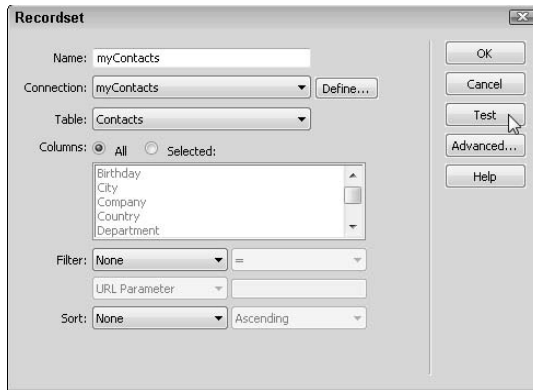 Recordset
Name: myContacts
OK
Connection: myContacts Define...
Cancel
Table: Contacts
Test
Columns: All Selected:
Advanced...
Birthday
City
Company
Country
Department
Help
Filter: None =
URL Parameter
Sort: None Ascending